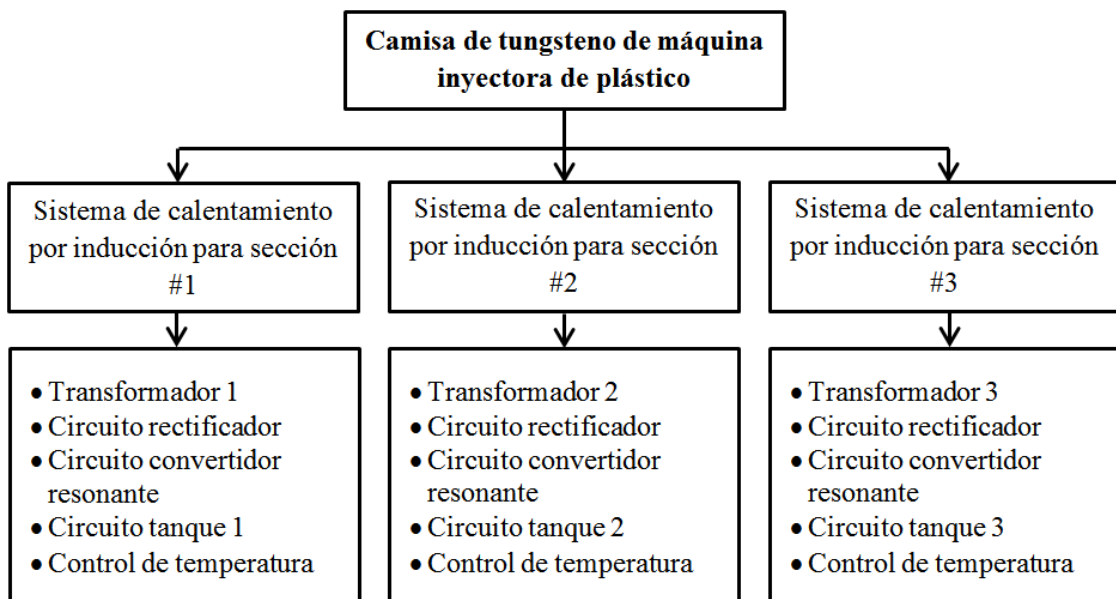 Camisa de tungsteno de máquina
inyectora de plástico
Sistema de calentamiento
por inducción para sección
#1
Sistema de calentamiento
por inducción para sección
#2
Sistema de calentamiento
por inducción para sección
#3
• Transformador 1
• Circuito rectificador
• Circuito convertidor
resonante
• Circuito tanque 1
• Control de temperatura
• Transformador 2
• Circuito rectificador
• Circuito convertidor
resonante
• Circuito tanque 2
• Control de temperatura
• Transformador 3
• Circuito rectificador
• Circuito convertidor
resonante
• Circuito tanque 3
• Control de temperatura